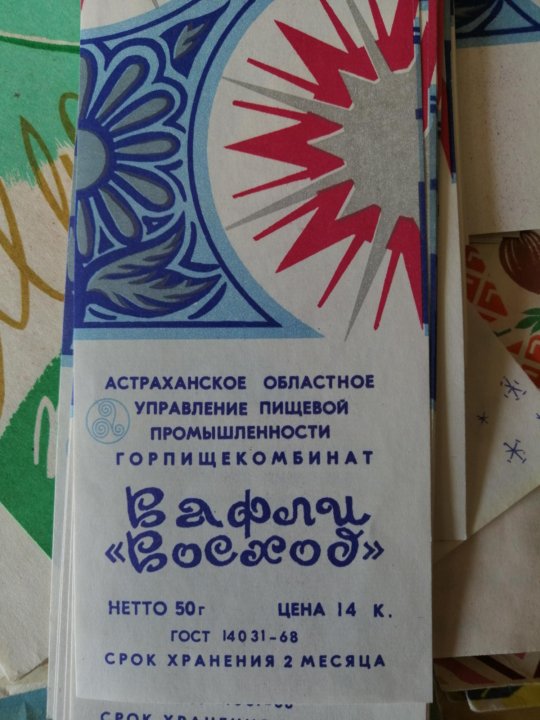 АСТРАХАНСКОЕ ОБЛАСТНОЕ
УПРАВЛЕНИЕ ПИЩЕВОЙ
ПРОМЫШЛЕННОСТИ
ГОРПИЩЕКОМБИНАТ
Вафли
«Восход»
НЕТТО 50г ЦЕНА 14 К.
ГОСТ 14031-68
СРОК ХРАНЕНИЯ 2 МЕСЯЦА